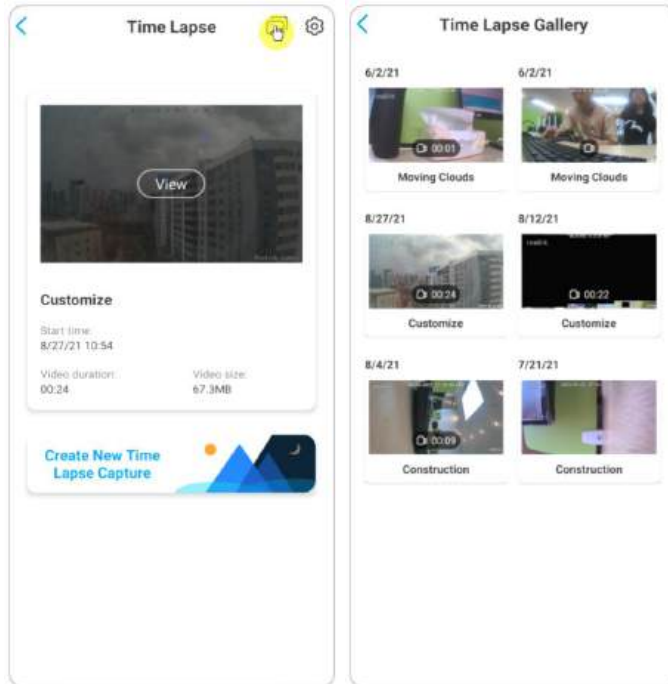 Time Lapse
View
Customize
Start time:
8/27/21 10:54
Video duration:
Video size:
00:24
67.3MB
Create New Time
Lapse Capture
Time Lapse Gallery
6/2/21
6/2/21
00:01
Moving Clouds
Moving Clouds
8/27/21
8/12/21
00:24
00:22
Customize
Customize
8/4/21
7/21/21
00:09
Construction
Construction